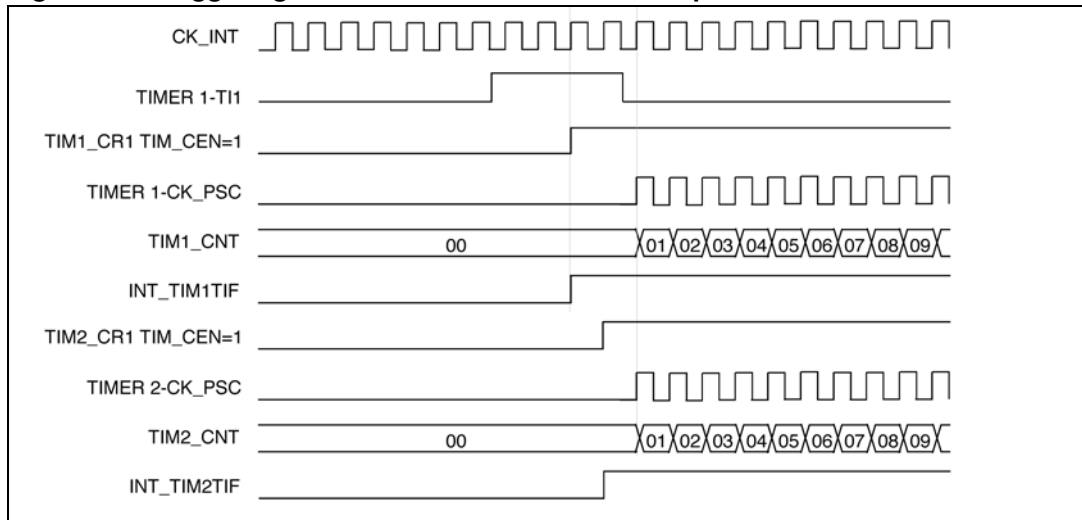 CK_INT
TIMER 1-TI1
TIM1_CR1 TIM_CEN=1
TIMER 1-CK_PSC
TIM1_CNT 00 01 02 03 04 05 06 07 08 09
INT_TIM1TIF
TIM2_CR1 TIM_CEN=1
TIMER 2-CK_PSC
TIM2_CNT 00 01 02 03 04 05 06 07 08 09
INT_TIM2TIF